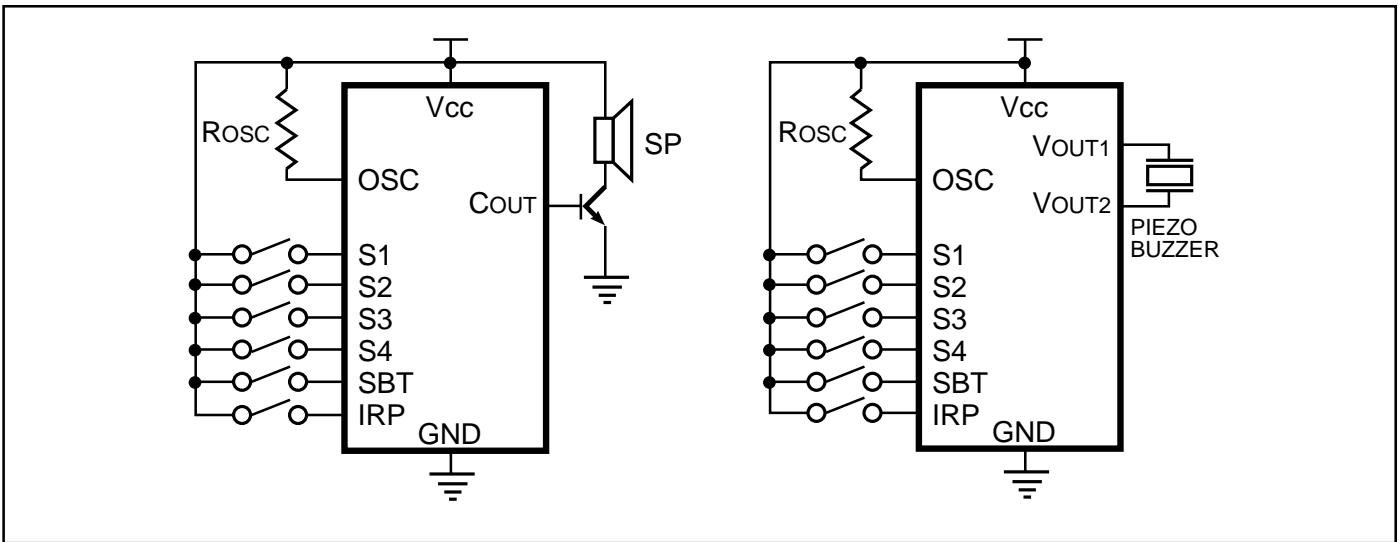 VCC
ROSC
OSC
COUT
SP
S1
S2
S3
S4
SBT
IRP
GND
VCC
ROSC
OSC
VOUT1
VOUT2
PIEZO
BUZZER
S1
S2
S3
S4
SBT
IRP
GND